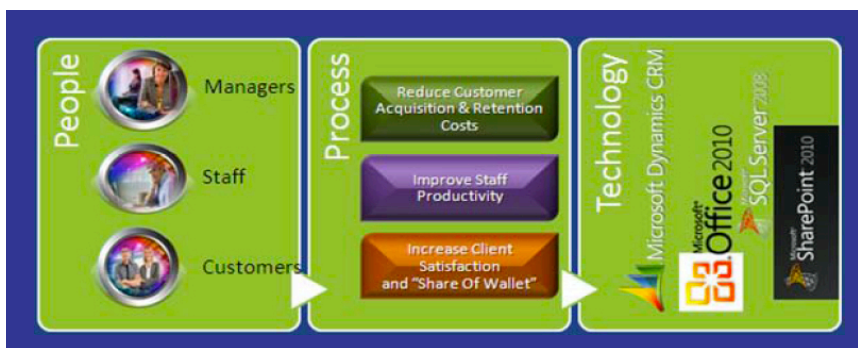 People
Managers
Staff
Customers
Process
Reduce Customer
Acquisition & Retention
Costs
Improve Staff
Productivity
Increase Client
Satisfaction
and “Share Of Wallet”
Technology
Microsoft Dynamics CRM
Microsoft®
Office 2010
Microsoft®
SQL Server 2008
Microsoft®
SharePoint 2010